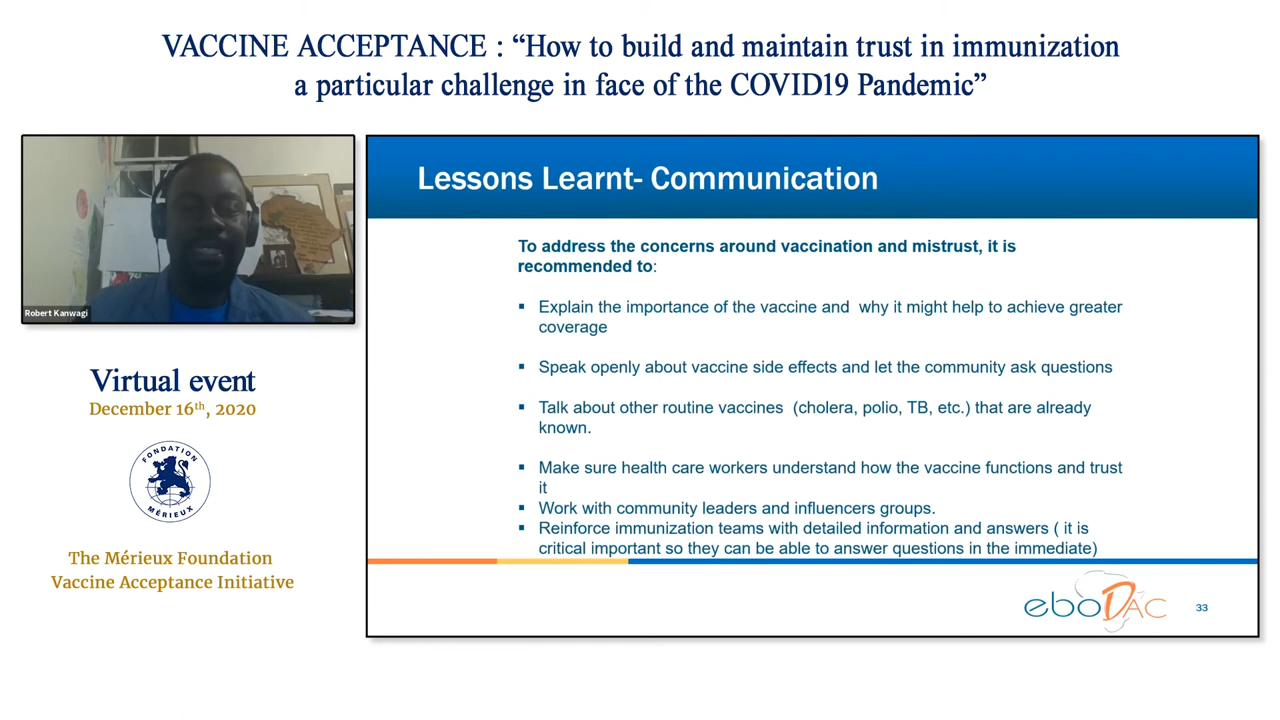 VACCINE ACCEPTANCE : “How to build and maintain trust in immunization
a particular challenge in face of the COVID19 Pandemic”
Robert Kanwagi
Virtual event
December 16th, 2020
FONDATION
MÉRIEUX
The Mérieux Foundation
Vaccine Acceptance Initiative
Lessons Learnt- Communication
To address the concerns around vaccination and mistrust, it is
recommended to:
▪ Explain the importance of the vaccine and  why it might help to achieve greater
coverage
▪ Speak openly about vaccine side effects and let the community ask questions
▪ Talk about other routine vaccines  (cholera, polio, TB, etc.) that are already
known.
▪ Make sure health care workers understand how the vaccine functions and trust
it
▪ Work with community leaders and influencers groups.
▪ Reinforce immunization teams with detailed information and answers ( it is
critical important so they can be able to answer questions in the immediate)
eboDAC
33